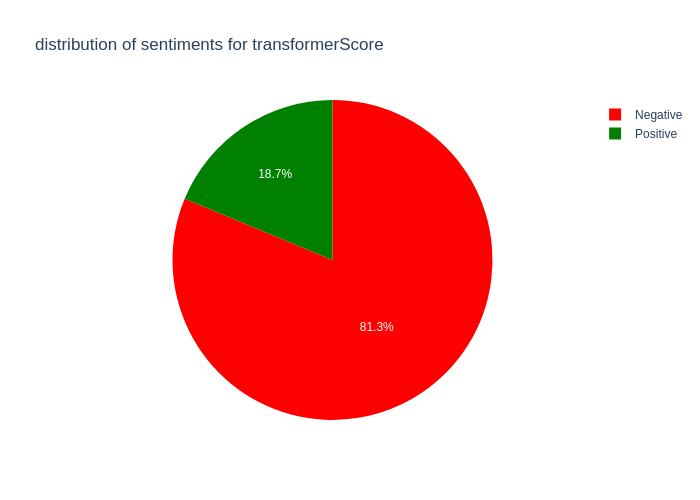 distribution of sentiments for transformerScore
Negative
Positive
18.7%
81.3%